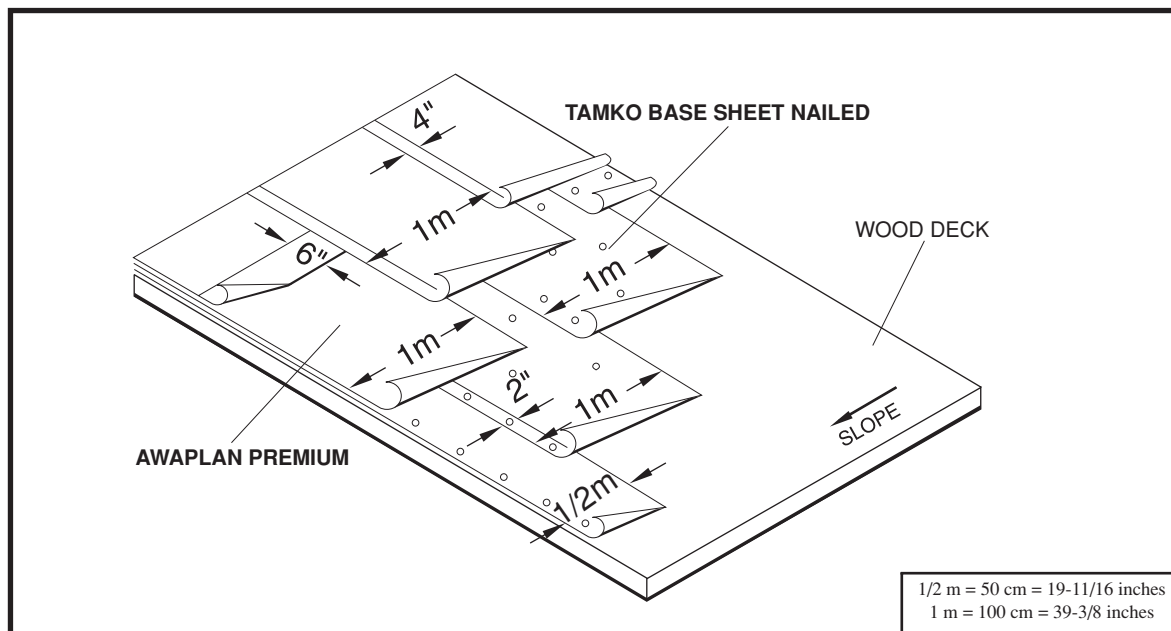 4"
TAMKO BASE SHEET NAILED
1m
WOOD DECK
6"
1m
1m
2"
1m
SLOPE
AWAPLAN PREMIUM
1/2m
1/2 m = 50 cm = 19-11/16 inches
1 m = 100 cm = 39-3/8 inches